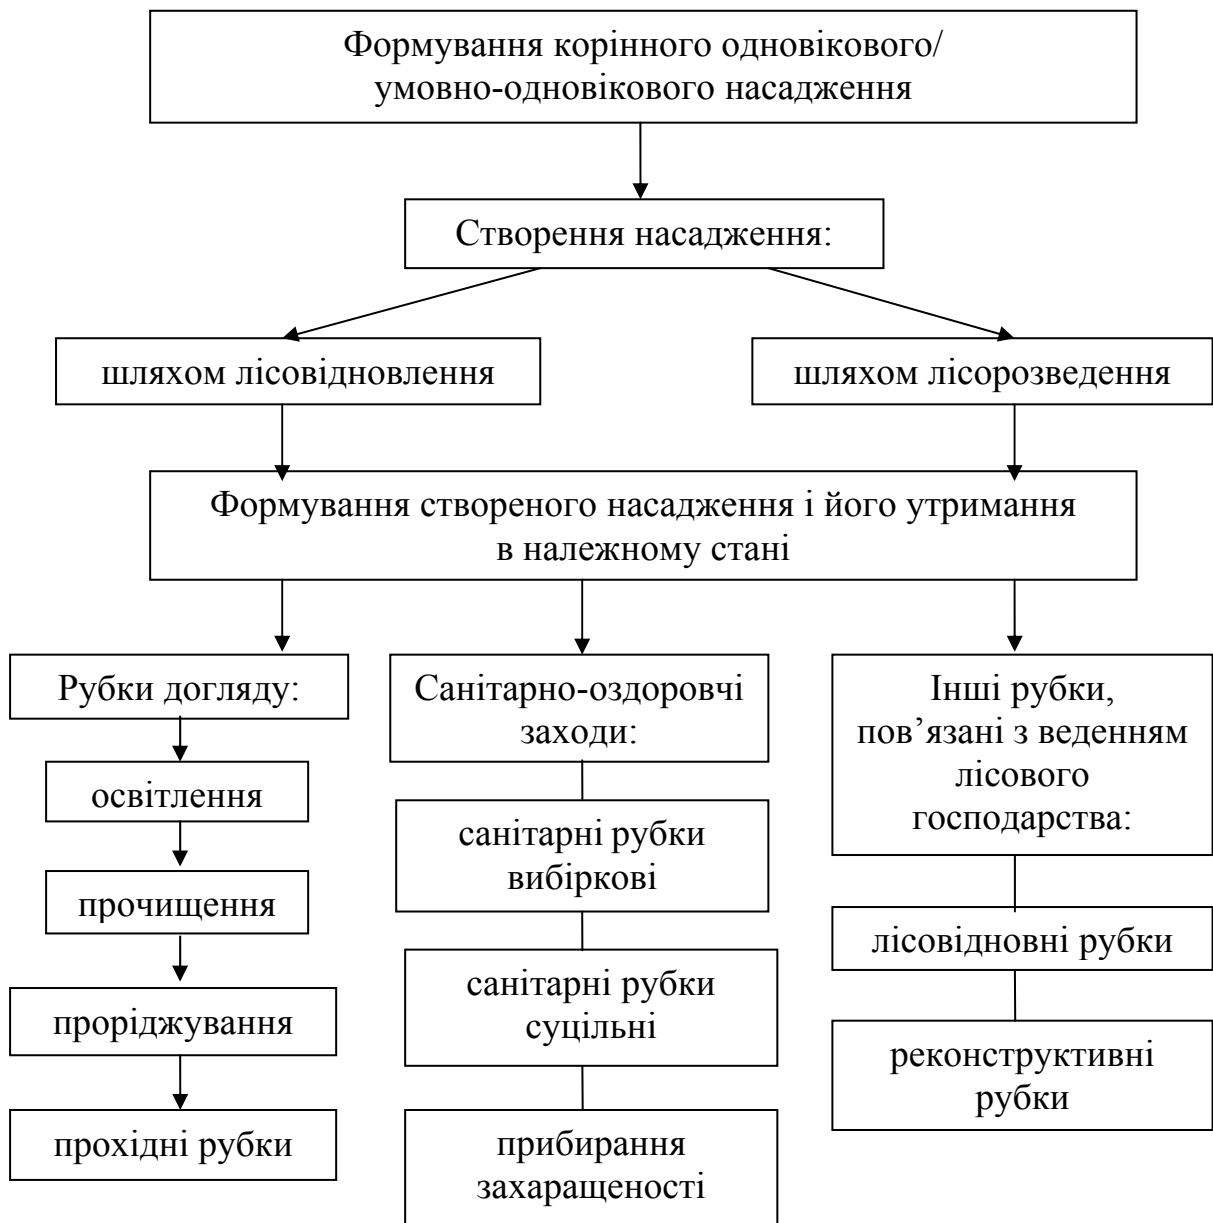 Формування корінного одновікового/
умовно-одновікового насадження
Створення насадження:
шляхом лісовідновлення
шляхом лісорозведення
Формування створеного насадження і його утримання
в належному стані
Рубки догляду:
освітлення
прочищення
проріджування
прохідні рубки
Санітарно-оздоровчі
заходи:
санітарні рубки
вибіркові
санітарні рубки
суцільні
прибирання
захаращеності
Інші рубки,
пов’язані з веденням
лісового
господарства:
лісовідновні рубки
реконструктивні
рубки